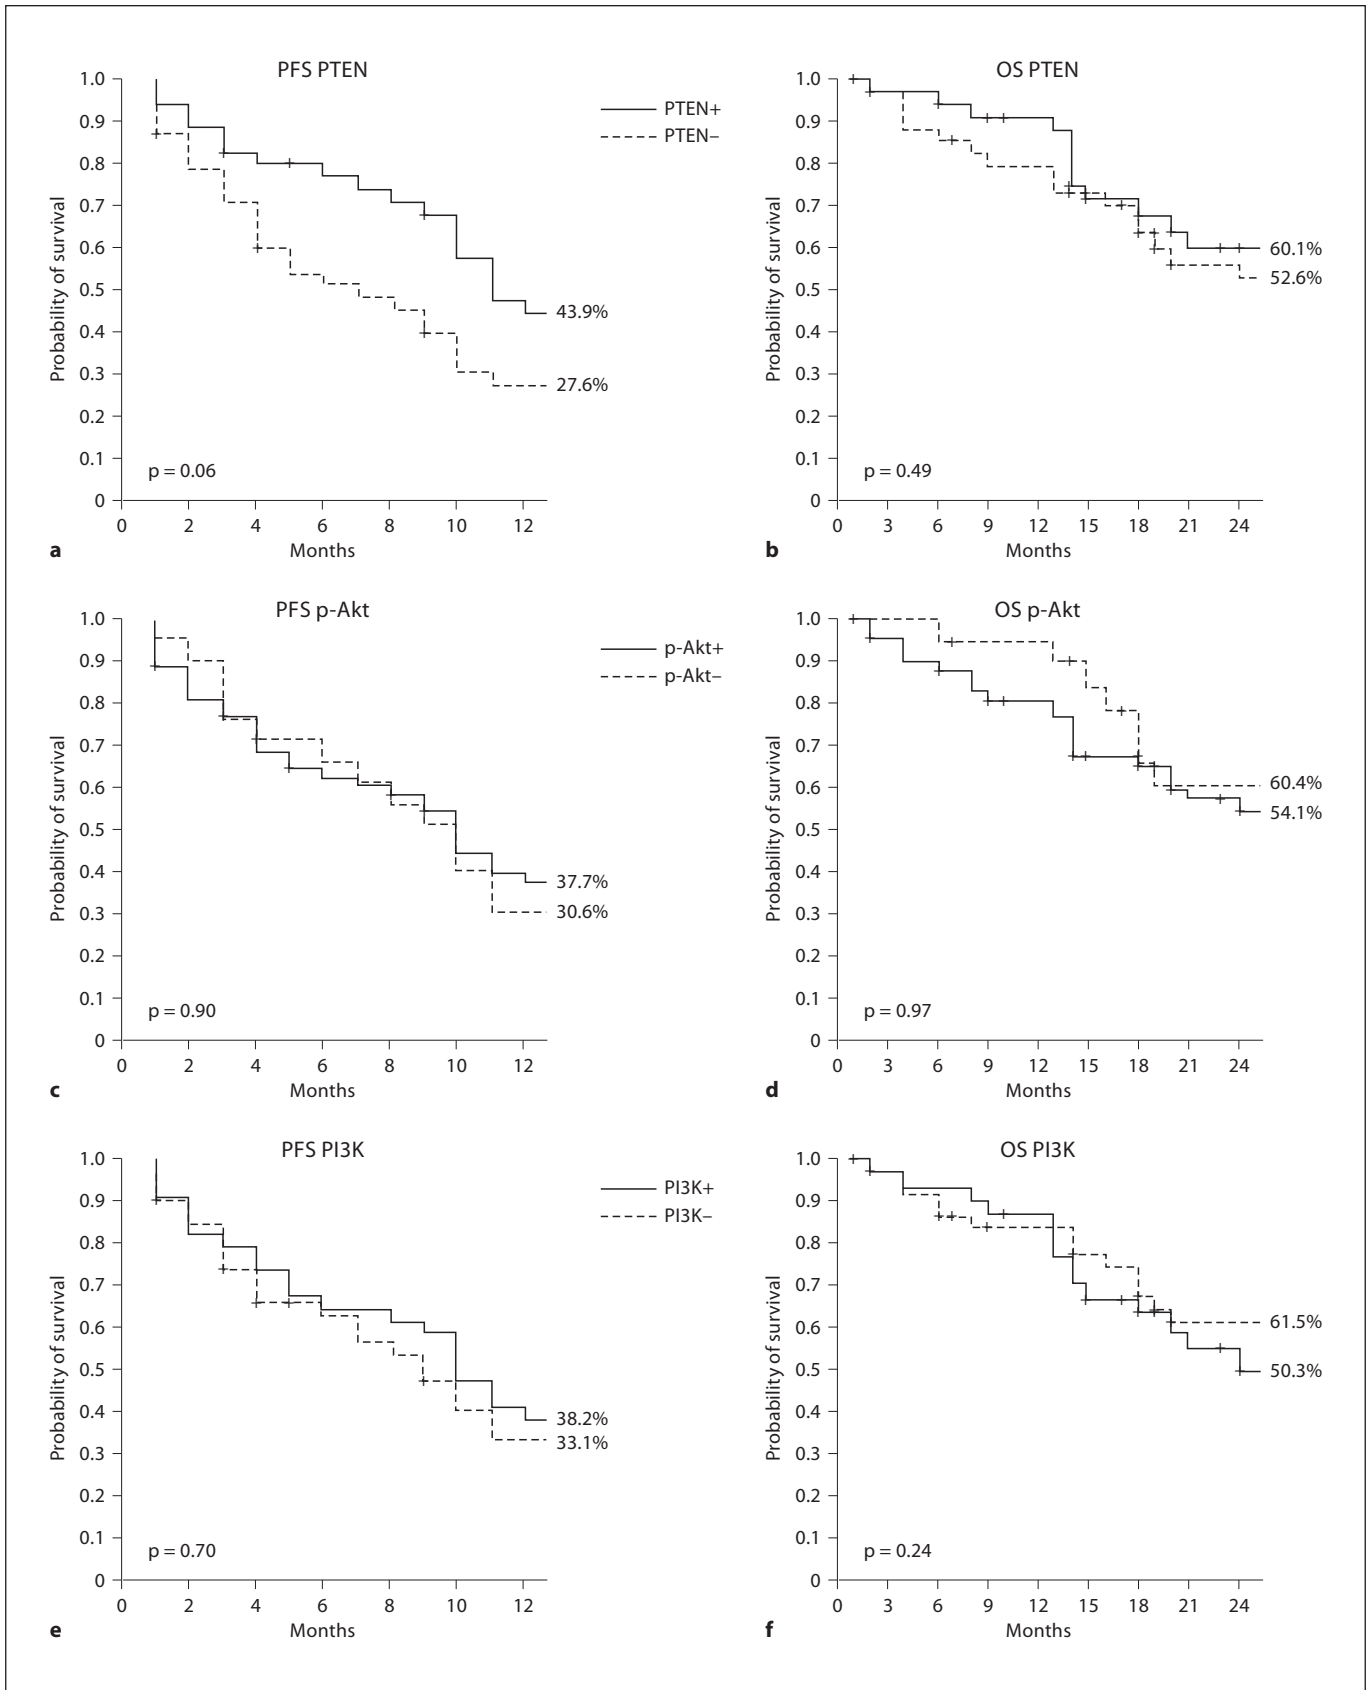 PFS PTEN
1.0
0.9
0.8
0.7
0.6
0.5
0.4
0.3
0.2
0.1
0
Probability of survival
43.9%
27.6%
p = 0.06
0 2 4 6 8 10 12
Months
a
PTEN+
PTEN–
OS PTEN
1.0
0.9
0.8
0.7
0.6
0.5
0.4
0.3
0.2
0.1
0
Probability of survival
60.1%
52.6%
p = 0.49
0 3 6 9 12 15 18 21 24
Months
b
PFS p-Akt
1.0
0.9
0.8
0.7
0.6
0.5
0.4
0.3
0.2
0.1
0
Probability of survival
37.7%
30.6%
p = 0.90
0 2 4 6 8 10 12
Months
c
p-Akt+
p-Akt–
OS p-Akt
1.0
0.9
0.8
0.7
0.6
0.5
0.4
0.3
0.2
0.1
0
Probability of survival
60.4%
54.1%
p = 0.97
0 3 6 9 12 15 18 21 24
Months
d
PFS PI3K
1.0
0.9
0.8
0.7
0.6
0.5
0.4
0.3
0.2
0.1
0
Probability of survival
38.2%
33.1%
p = 0.70
0 2 4 6 8 10 12
Months
e
PI3K+
PI3K–
OS PI3K
1.0
0.9
0.8
0.7
0.6
0.5
0.4
0.3
0.2
0.1
0
Probability of survival
61.5%
50.3%
p = 0.24
0 3 6 9 12 15 18 21 24
Months
f